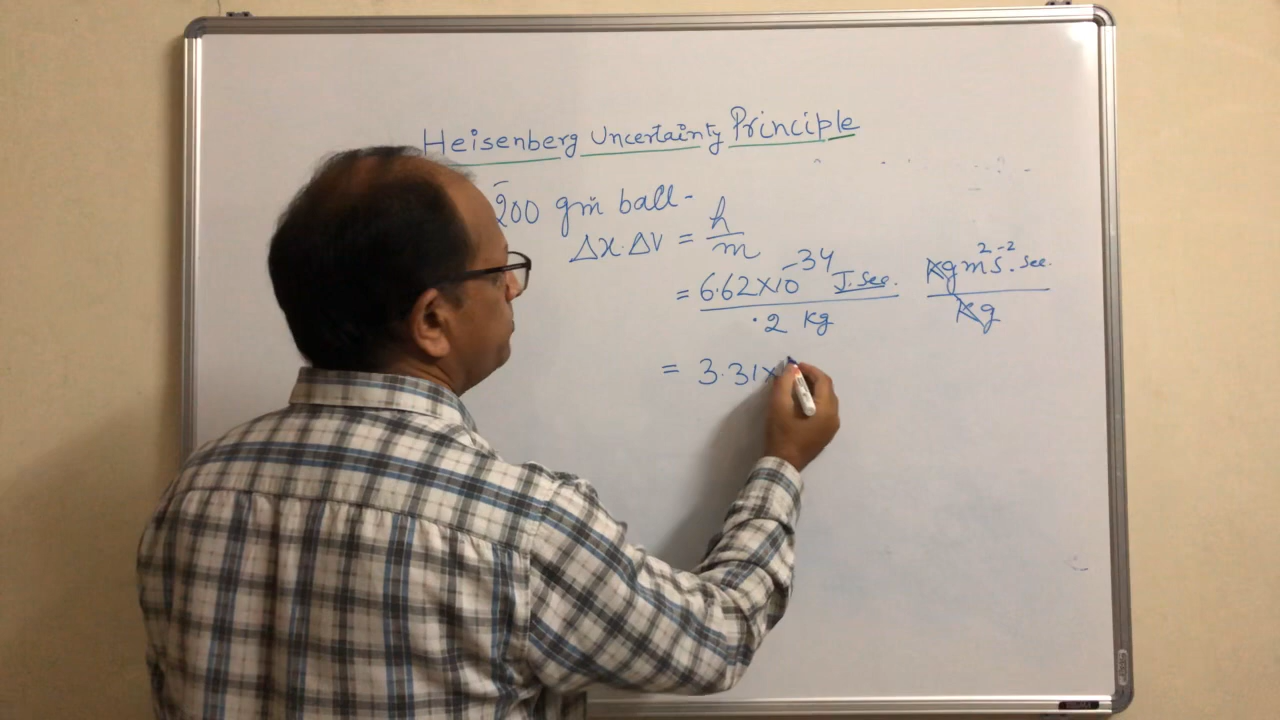 Heisenberg Uncertainty Principle
200 gm ball -
Δx.Δv = h/m
= 6.62×10⁻³⁴ J.Sec. / .2 Kg   Kg m²s⁻².Sec. / Kg
= 3.31×